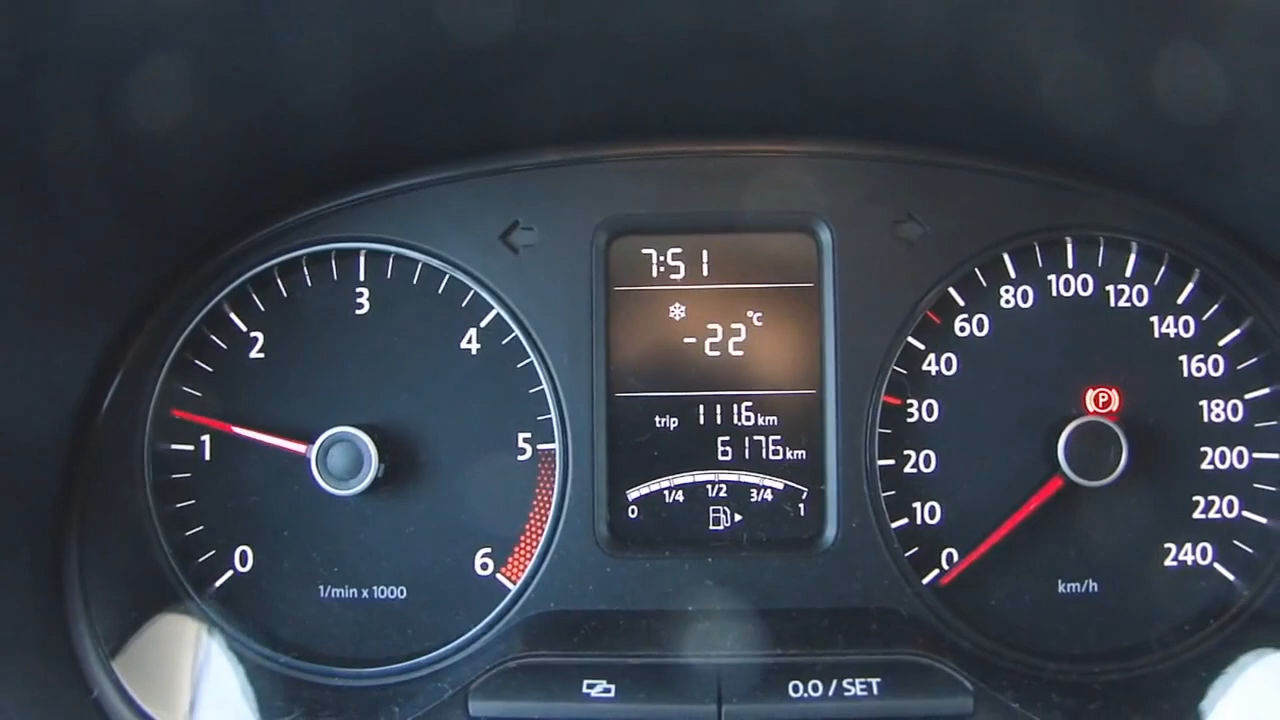 7:51
-22 °C
trip 111.6 km
6176 km
0 1/4 1/2 3/4 1
0 1 2 3 4 5 6
1/min x 1000
0 10 20 30 40 60 80 100 120 140 160 180 200 220 240
(P)
km/h
0.0 / SET